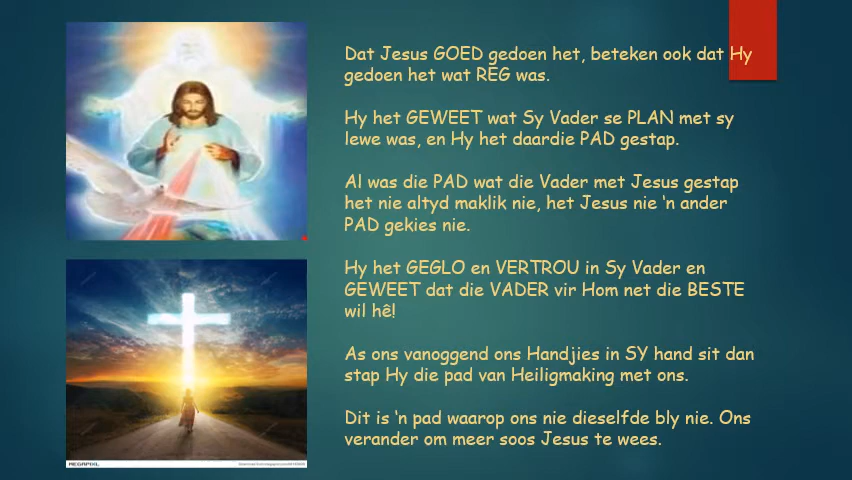 Dat Jesus GOED gedoen het, beteken ook dat Hy
gedoen het wat REG was.
Hy het GEWEET wat Sy Vader se PLAN met sy
lewe was, en Hy het daardie PAD gestap.
Al was die PAD wat die Vader met Jesus gestap
het nie altyd maklik nie, het Jesus nie ‘n ander
PAD gekies nie.
Hy het GEGLO en VERTROU in Sy Vader en
GEWEET dat die VADER vir Hom net die BESTE
wil hê!
As ons vanoggend ons Handjies in SY hand sit dan
stap Hy die pad van Heiligmaking met ons.
Dit is ‘n pad waarop ons nie dieselfde bly nie. Ons
verander om meer soos Jesus te wees.
MEGAPIXL